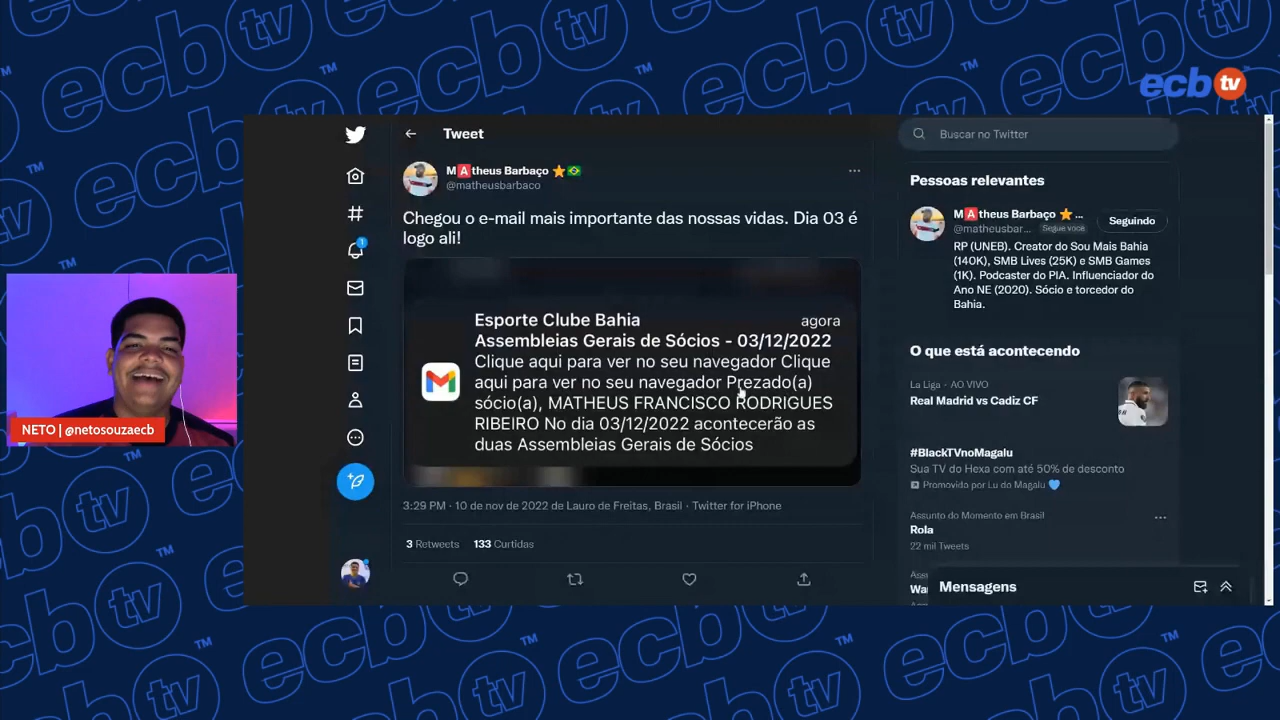 ecbtv
Tweet
Buscar no Twitter
M🅰theus Barbaço ⭐🇧🇷
@matheusbarbaco
Chegou o e-mail mais importante das nossas vidas. Dia 03 é
logo ali!
Esporte Clube Bahia
agora
Assembleias Gerais de Sócios - 03/12/2022
Clique aqui para ver no seu navegador Clique
aqui para ver no seu navegador Prezado(a)
sócio(a), MATHEUS FRANCISCO RODRIGUES
RIBEIRO No dia 03/12/2022 acontecerão as
duas Assembleias Gerais de Sócios
3:29 PM · 10 de nov de 2022 de Lauro de Freitas, Brasil · Twitter for iPhone
3 Retweets 133 Curtidas
1
NETO | @netosouzaecb
Pessoas relevantes
M🅰theus Barbaço ⭐ ...
@matheusbar... Segue você
Seguindo
RP (UNEB). Creator do Sou Mais Bahia
(140K), SMB Lives (25K) e SMB Games
(1K). Podcaster do PIA. Influenciador do
Ano NE (2020). Sócio e torcedor do
Bahia.
O que está acontecendo
La Liga · AO VIVO
Real Madrid vs Cadiz CF
#BlackTVnoMagalu
Sua TV do Hexa com até 50% de desconto
Promovida por Lu do Magalu 💙
Assunto do Momento em Brasil
Rola
22 mil Tweets
Mensagens